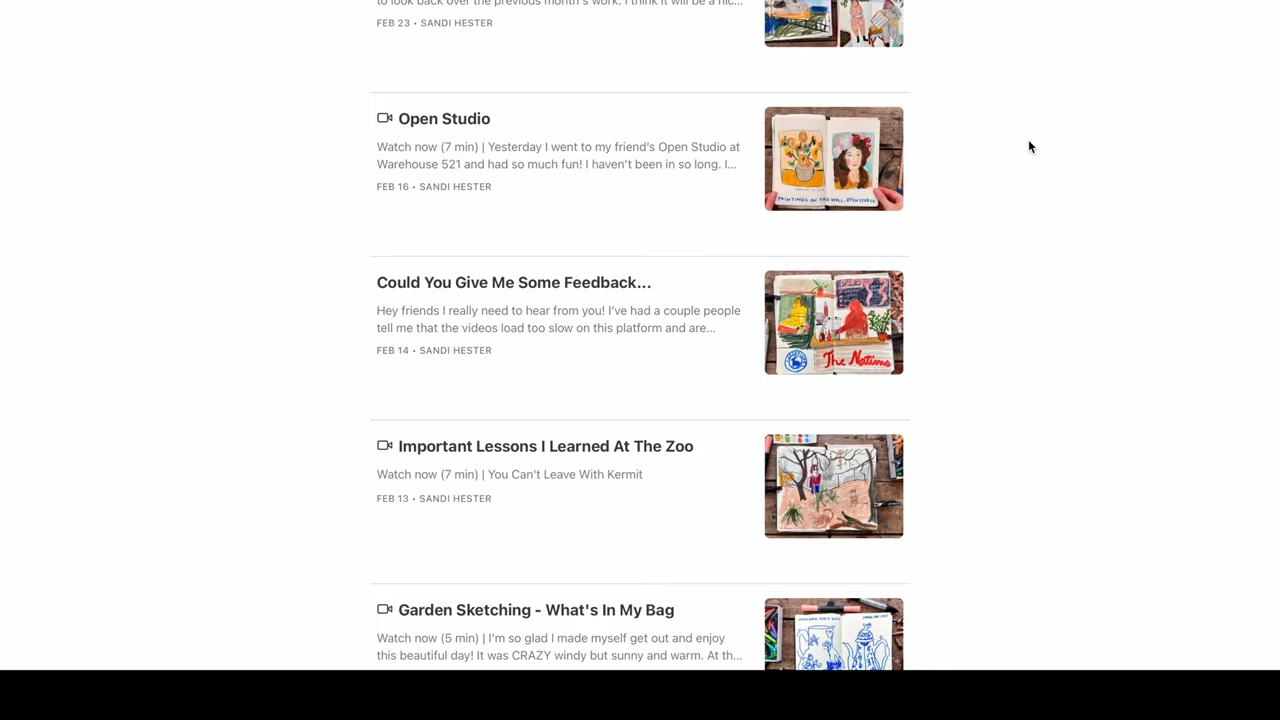 to look back over the previous month's work. I think it will be a nic...
FEB 23 • SANDI HESTER
Open Studio
Watch now (7 min) | Yesterday I went to my friend's Open Studio at
Warehouse 521 and had so much fun! I haven't been in so long. I...
FEB 16 • SANDI HESTER
PAINTINGS ON THE WALL. OPEN STUDIO
Could You Give Me Some Feedback...
Hey friends I really need to hear from you! I've had a couple people
tell me that the videos load too slow on this platform and are...
FEB 14 • SANDI HESTER
The Nations
Important Lessons I Learned At The Zoo
Watch now (7 min) | You Can't Leave With Kermit
FEB 13 • SANDI HESTER
Garden Sketching - What's In My Bag
Watch now (5 min) | I'm so glad I made myself get out and enjoy
this beautiful day! It was CRAZY windy but sunny and warm. At th...